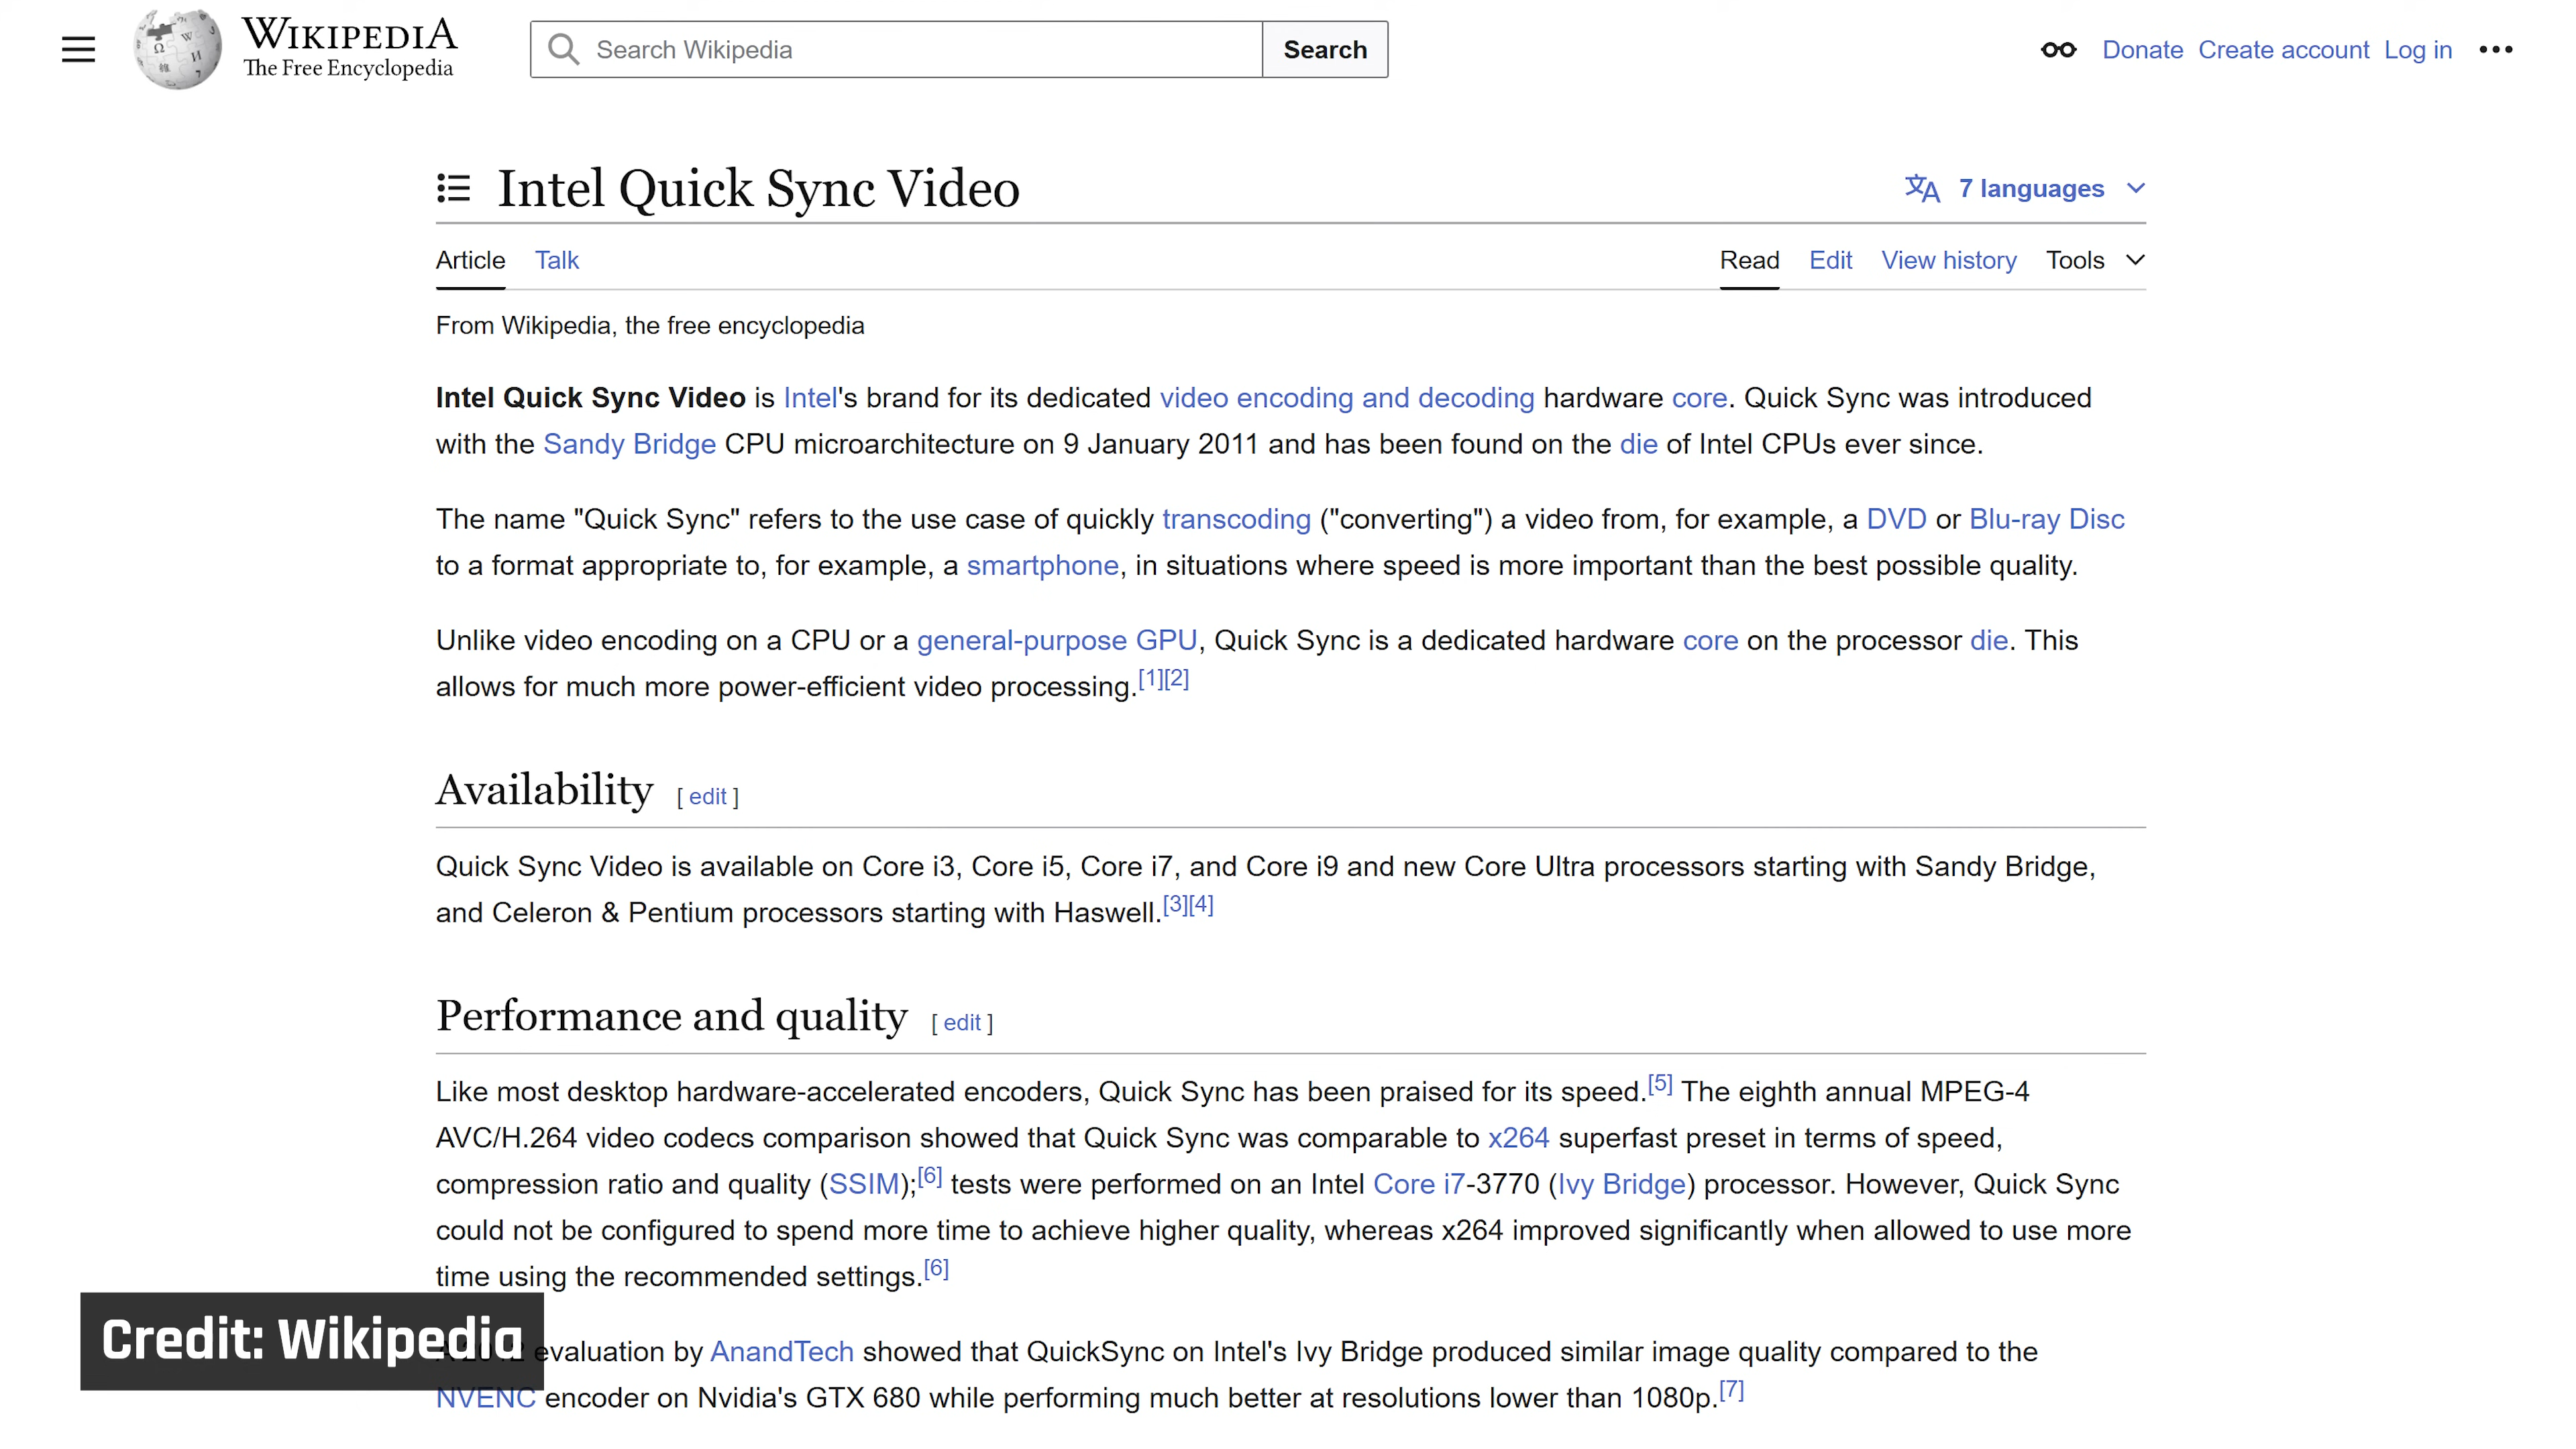 WIKIPEDIA
The Free Encyclopedia
Search Wikipedia
Search
Donate Create account Log in
Intel Quick Sync Video
7 languages
Article Talk
Read Edit View history Tools
From Wikipedia, the free encyclopedia
Intel Quick Sync Video is Intel's brand for its dedicated video encoding and decoding hardware core. Quick Sync was introduced
with the Sandy Bridge CPU microarchitecture on 9 January 2011 and has been found on the die of Intel CPUs ever since.
The name "Quick Sync" refers to the use case of quickly transcoding ("converting") a video from, for example, a DVD or Blu-ray Disc
to a format appropriate to, for example, a smartphone, in situations where speed is more important than the best possible quality.
Unlike video encoding on a CPU or a general-purpose GPU, Quick Sync is a dedicated hardware core on the processor die. This
allows for much more power-efficient video processing.[1][2]
Availability [ edit ]
Quick Sync Video is available on Core i3, Core i5, Core i7, and Core i9 and new Core Ultra processors starting with Sandy Bridge,
and Celeron & Pentium processors starting with Haswell.[3][4]
Performance and quality [ edit ]
Like most desktop hardware-accelerated encoders, Quick Sync has been praised for its speed.[5] The eighth annual MPEG-4
AVC/H.264 video codecs comparison showed that Quick Sync was comparable to x264 superfast preset in terms of speed,
compression ratio and quality (SSIM);[6] tests were performed on an Intel Core i7-3770 (Ivy Bridge) processor. However, Quick Sync
could not be configured to spend more time to achieve higher quality, whereas x264 improved significantly when allowed to use more
time using the recommended settings.[6]
Credit: Wikipedia
evaluation by AnandTech showed that QuickSync on Intel's Ivy Bridge produced similar image quality compared to the
NVENC encoder on Nvidia's GTX 680 while performing much better at resolutions lower than 1080p.[7]